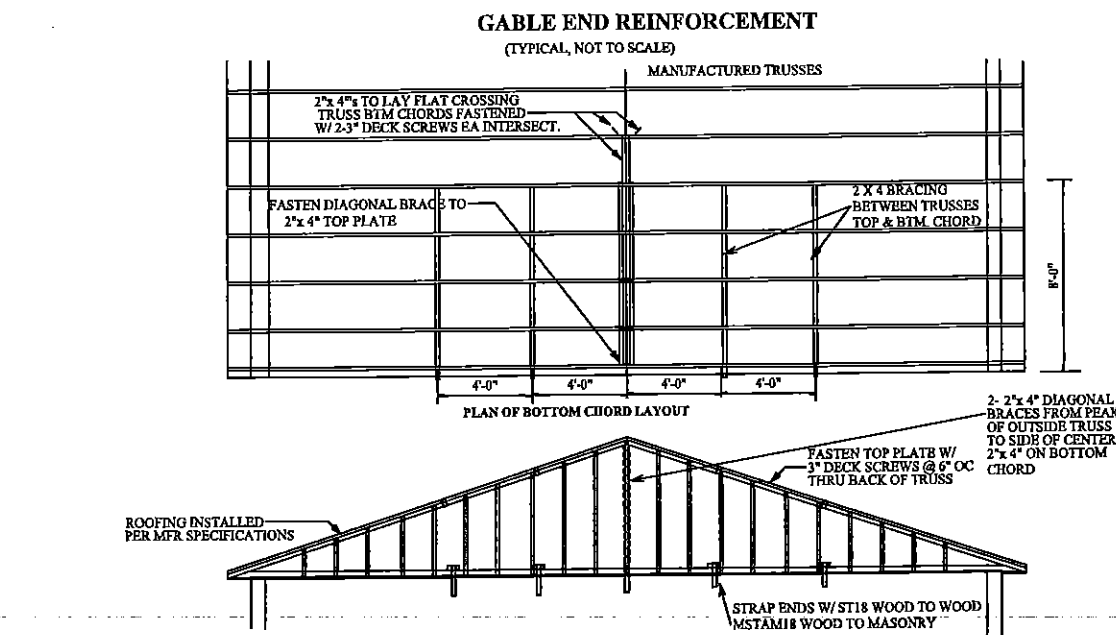 GABLE END REINFORCEMENT
(TYPICAL, NOT TO SCALE)
MANUFACTURED TRUSSES
2"x 4"'s TO LAY FLAT CROSSING
TRUSS BTM CHORDS FASTENED
W/ 2-3" DECK SCREWS EA INTERSECT.
FASTEN DIAGONAL BRACE TO
2"x 4" TOP PLATE
2 X 4 BRACING
BETWEEN TRUSSES
TOP & BTM. CHORD
8'-0"
4'-0" 4'-0" 4'-0" 4'-0"
PLAN OF BOTTOM CHORD LAYOUT
2- 2"x 4" DIAGONAL
BRACES FROM PEAK
OF OUTSIDE TRUSS
TO SIDE OF CENTER
2"x 4" ON BOTTOM
CHORD
FASTEN TOP PLATE W/
3" DECK SCREWS @ 6" OC
THRU BACK OF TRUSS
ROOFING INSTALLED
PER MFR SPECIFICATIONS
STRAP ENDS W/ ST18 WOOD TO WOOD
MSTAM18 WOOD TO MASONRY